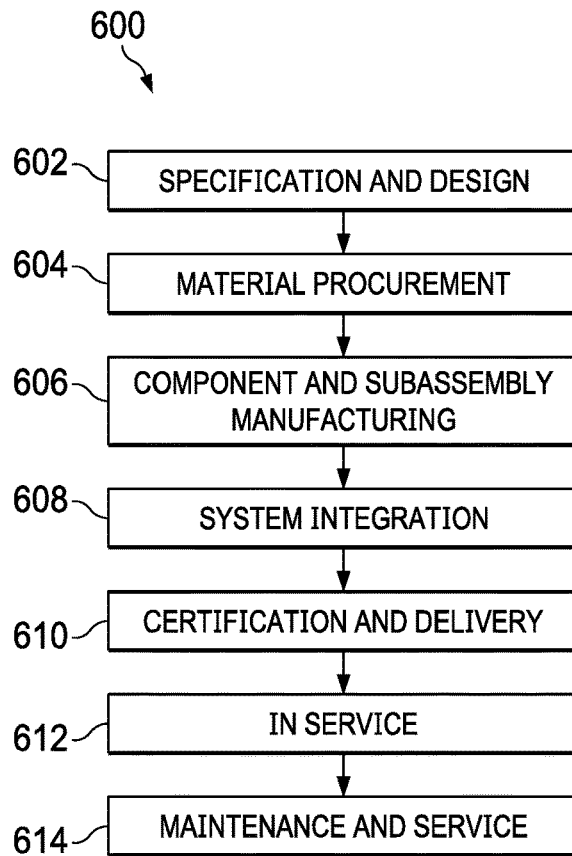 600
602
SPECIFICATION AND DESIGN
604
MATERIAL PROCUREMENT
606
COMPONENT AND SUBASSEMBLY
MANUFACTURING
608
SYSTEM INTEGRATION
610
CERTIFICATION AND DELIVERY
612
IN SERVICE
614
MAINTENANCE AND SERVICE